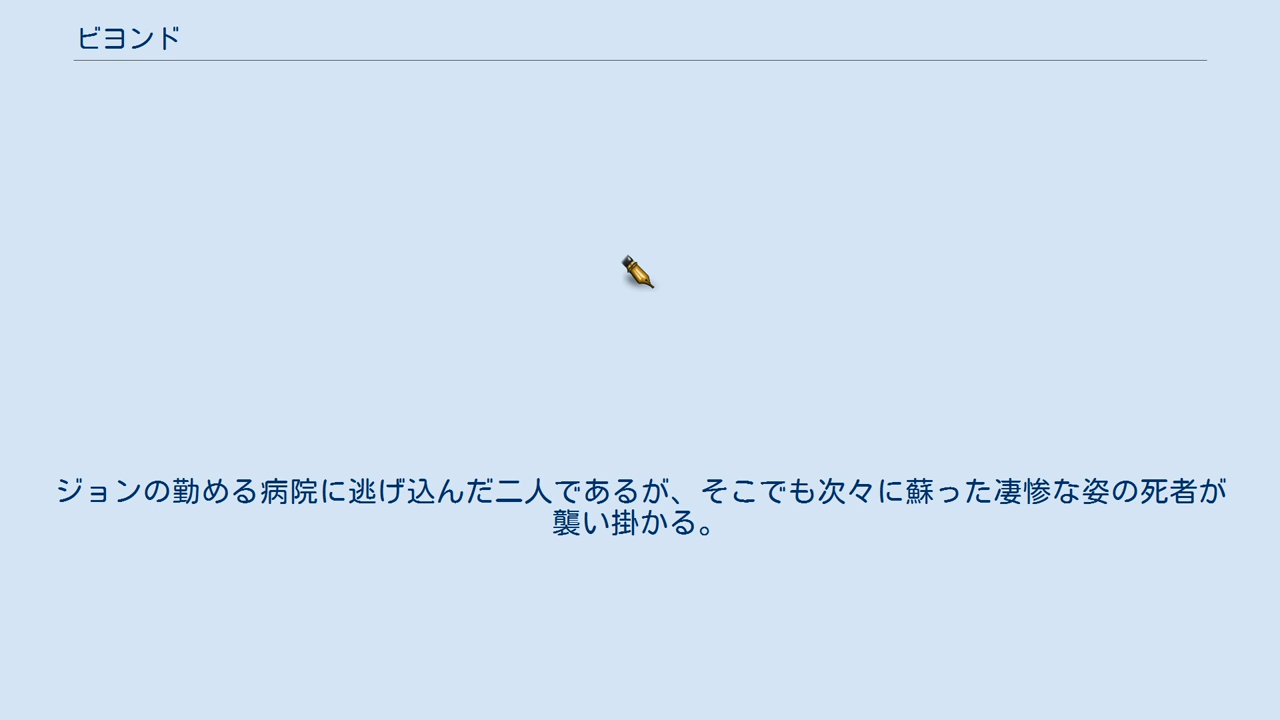 ビヨンド
ジョンの勤める病院に逃げ込んだ二人であるが、そこでも次々に蘇った凄惨な姿の死者が
襲い掛かる。